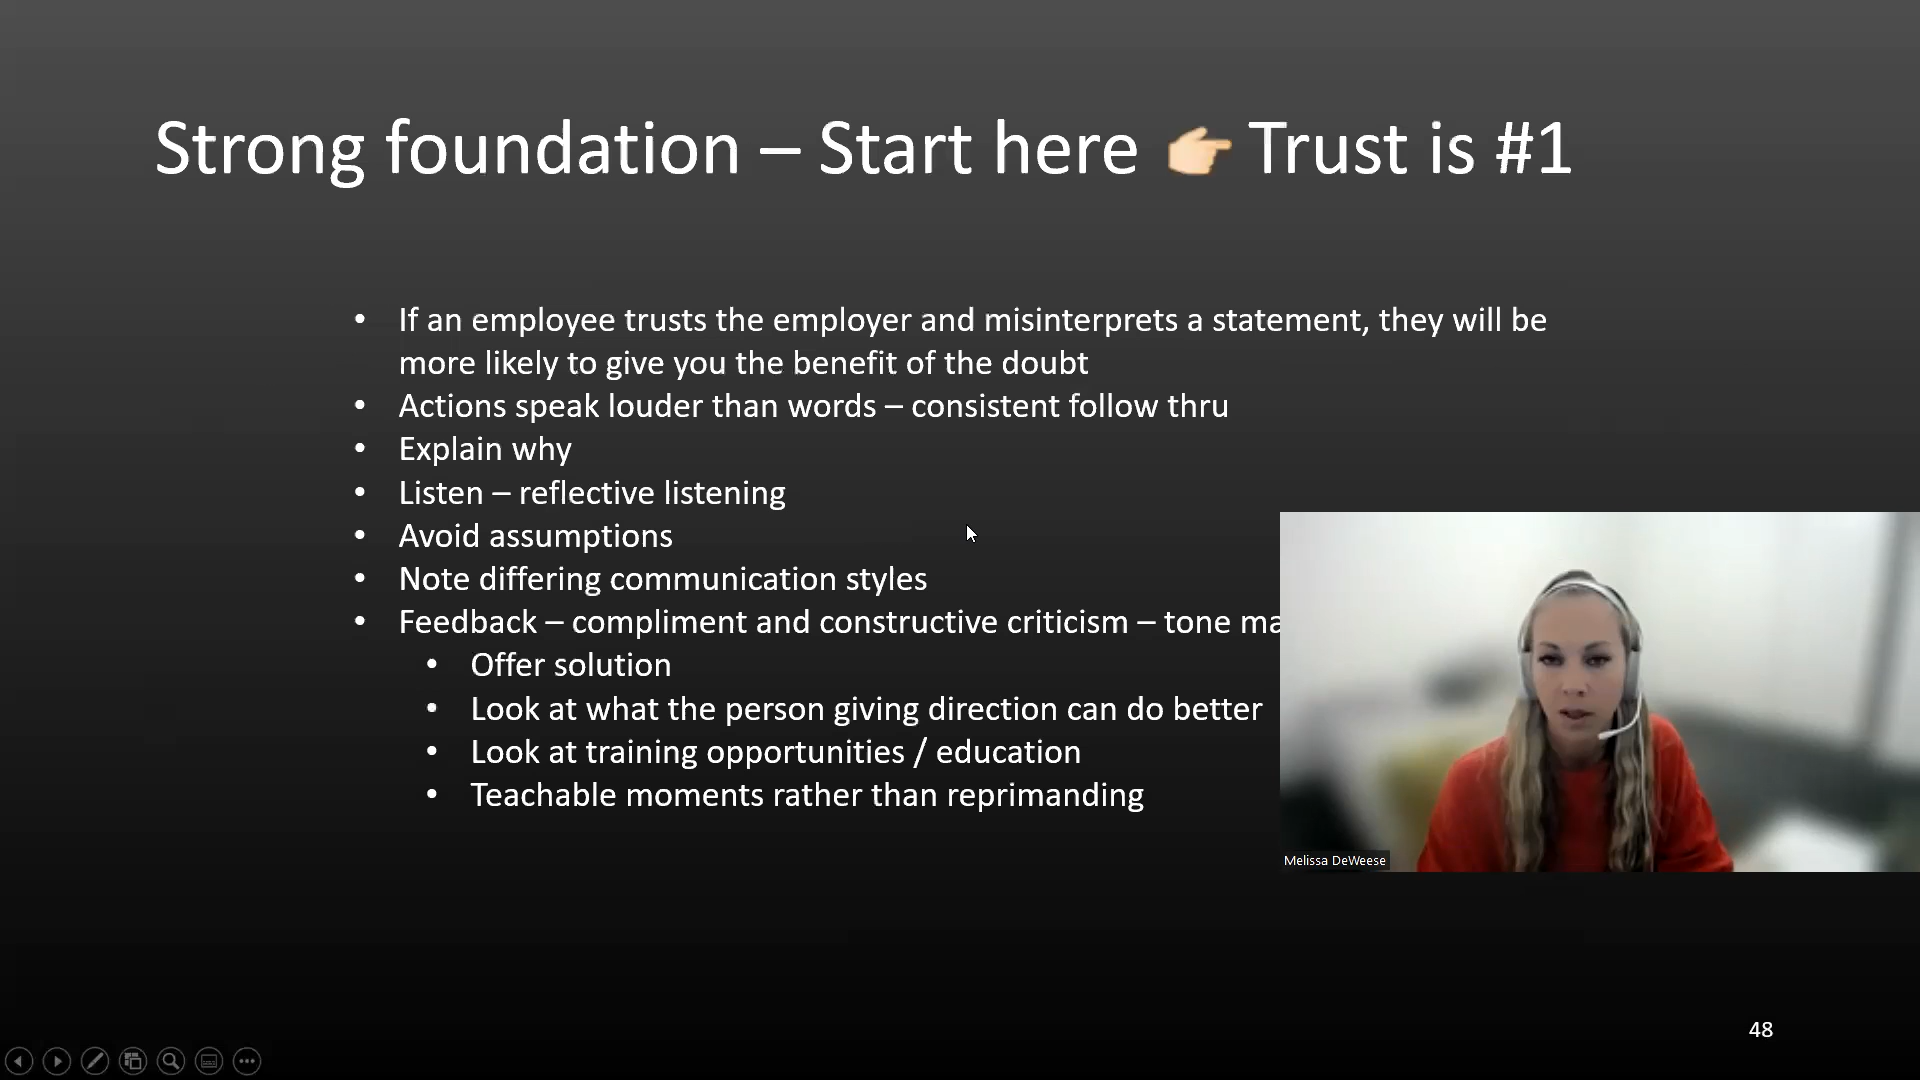 Strong foundation – Start here 👉🏻 Trust is #1
• If an employee trusts the employer and misinterprets a statement, they will be
more likely to give you the benefit of the doubt
• Actions speak louder than words – consistent follow thru
• Explain why
• Listen – reflective listening
• Avoid assumptions
• Note differing communication styles
• Feedback – compliment and constructive criticism – tone
• Offer solution
• Look at what the person giving direction can do better
• Look at training opportunities / education
• Teachable moments rather than reprimanding
Melissa DeWeese
48